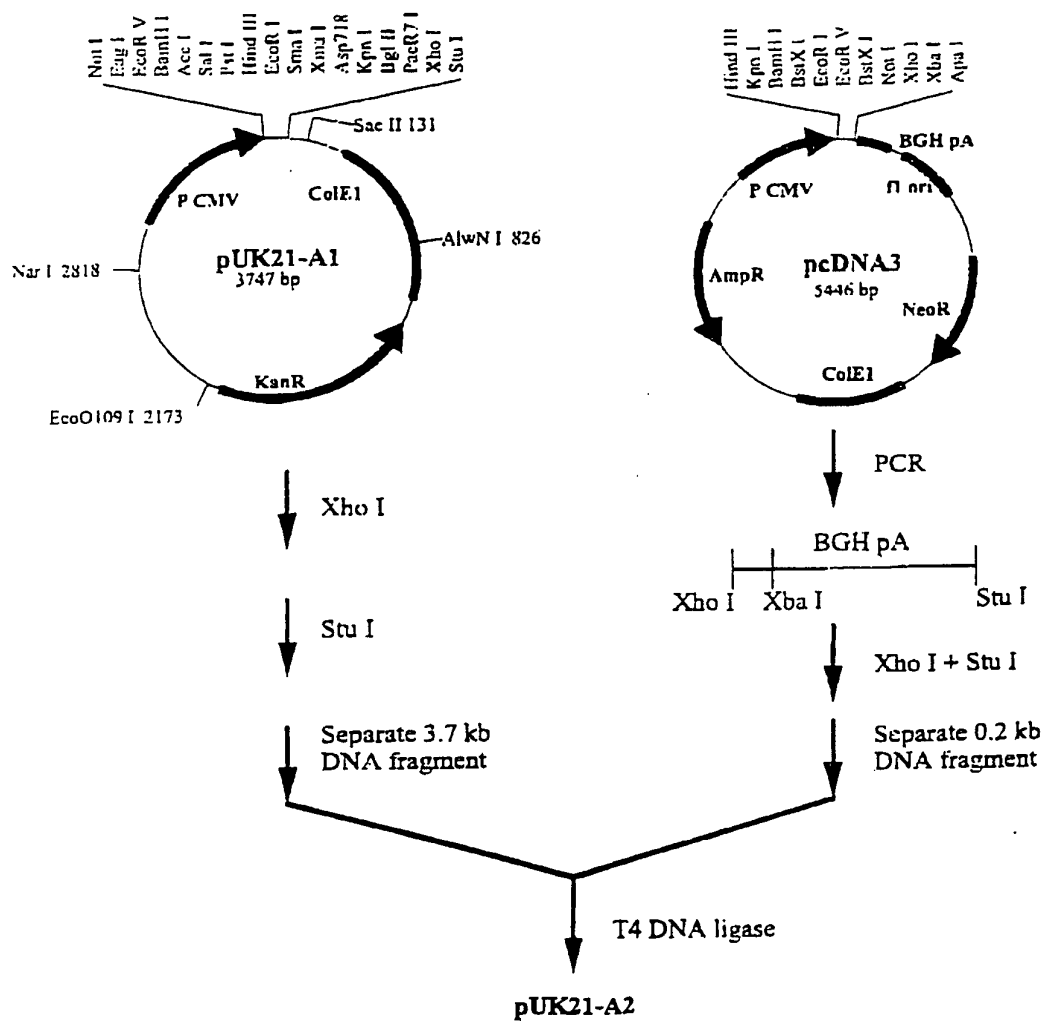 Not I
Eag I
EcoR V
BamH I
Acc I
Sal I
Pst I
Hind III
EcoR I
Sma I
Xma I
Asp718
Kpn I
Bgl II
PaeR7 I
Xho I
Stu I
Sac II 131
P CMV
ColE1
pUK21-A1
3747 bp
AlwN I 826
Nar I 2818
KanR
EcoO109 I 2173
Hind III
Kpn I
BamH I
BstX I
EcoR I
EcoR V
BstX I
Not I
Xho I
Xba I
Apa I
BGH pA
f1 ori
P CMV
AmpR
pcDNA3
5446 bp
NeoR
ColE1
Xho I
Stu I
Separate 3.7 kb
DNA fragment
PCR
BGH pA
Xho I
Xba I
Stu I
Xho I + Stu I
Separate 0.2 kb
DNA fragment
T4 DNA ligase
pUK21-A2